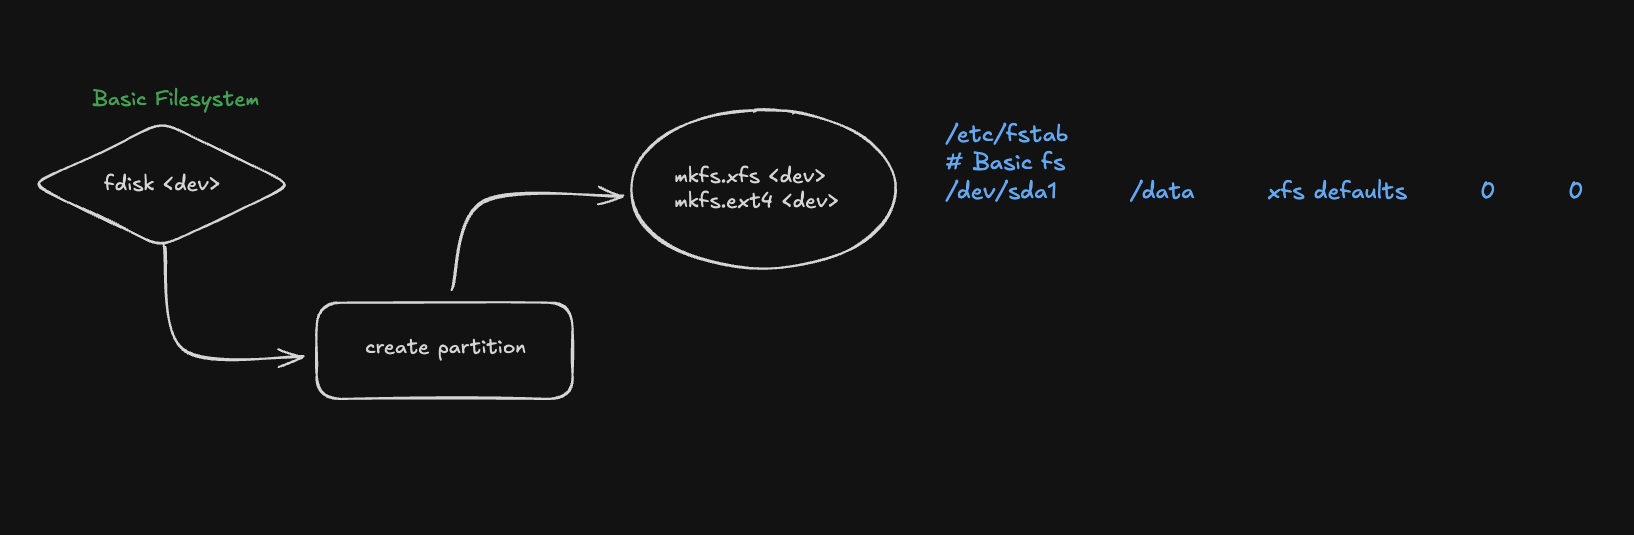 Basic Filesystem
fdisk <dev>
create partition
mkfs.xfs <dev>
mkfs.ext4 <dev>
/etc/fstab
# Basic fs
/dev/sda1 /data xfs defaults 0 0